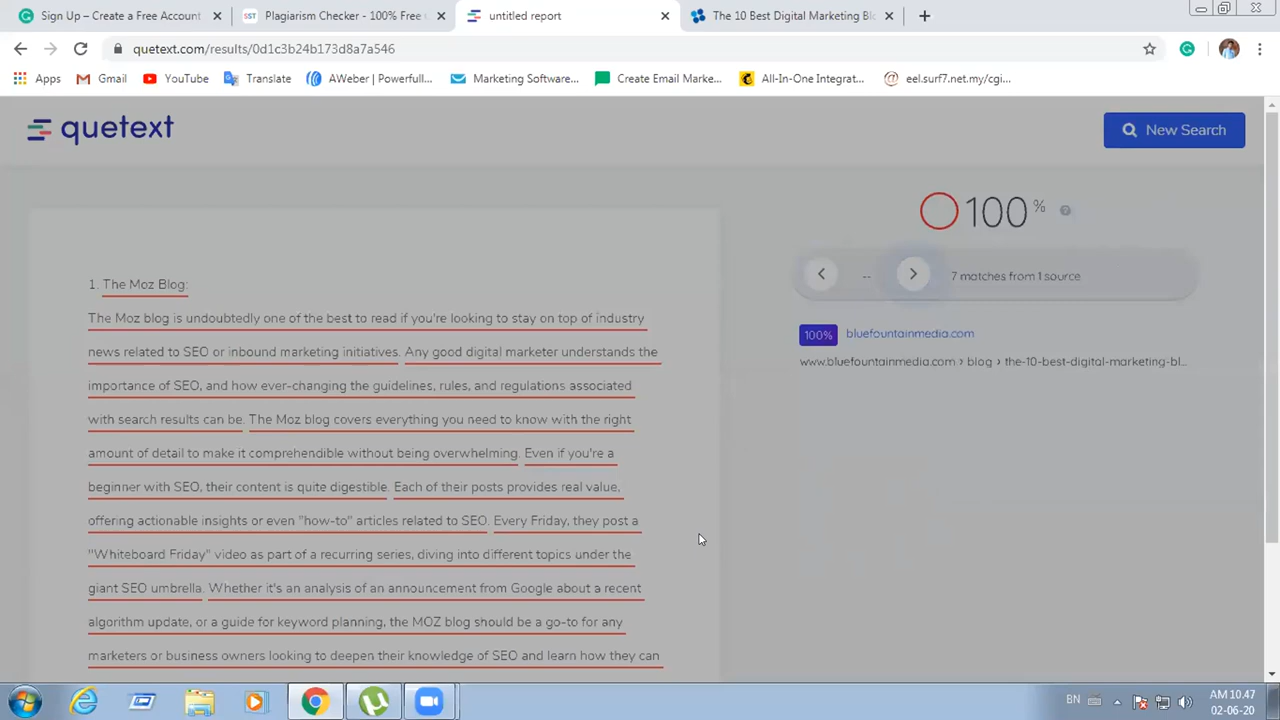 Sign Up – Create a Free Account
SST
Plagiarism Checker - 100% Free
untitled report
The 10 Best Digital Marketing Bl
quetext.com/results/0d1c3b24b173d8a7a546
Apps
Gmail
YouTube
Translate
AWeber | Powerfull...
Marketing Software...
Create Email Marke...
All-In-One Integrat...
eel.surf7.net.my/cgi...
quetext
New Search
100 %
1. The Moz Blog:
-- 7 matches from 1 source
The Moz blog is undoubtedly one of the best to read if you're looking to stay on top of industry
100% bluefountainmedia.com
news related to SEO or inbound marketing initiatives. Any good digital marketer understands the
www.bluefountainmedia.com › blog › the-10-best-digital-marketing-bl...
importance of SEO, and how ever-changing the guidelines, rules, and regulations associated
with search results can be. The Moz blog covers everything you need to know with the right
amount of detail to make it comprehendible without being overwhelming. Even if you're a
beginner with SEO, their content is quite digestible. Each of their posts provides real value,
offering actionable insights or even "how-to" articles related to SEO. Every Friday, they post a
"Whiteboard Friday" video as part of a recurring series, diving into different topics under the
giant SEO umbrella. Whether it's an analysis of an announcement from Google about a recent
algorithm update, or a guide for keyword planning, the MOZ blog should be a go-to for any
marketers or business owners looking to deepen their knowledge of SEO and learn how they can
BN
AM 10.47
02-06-20